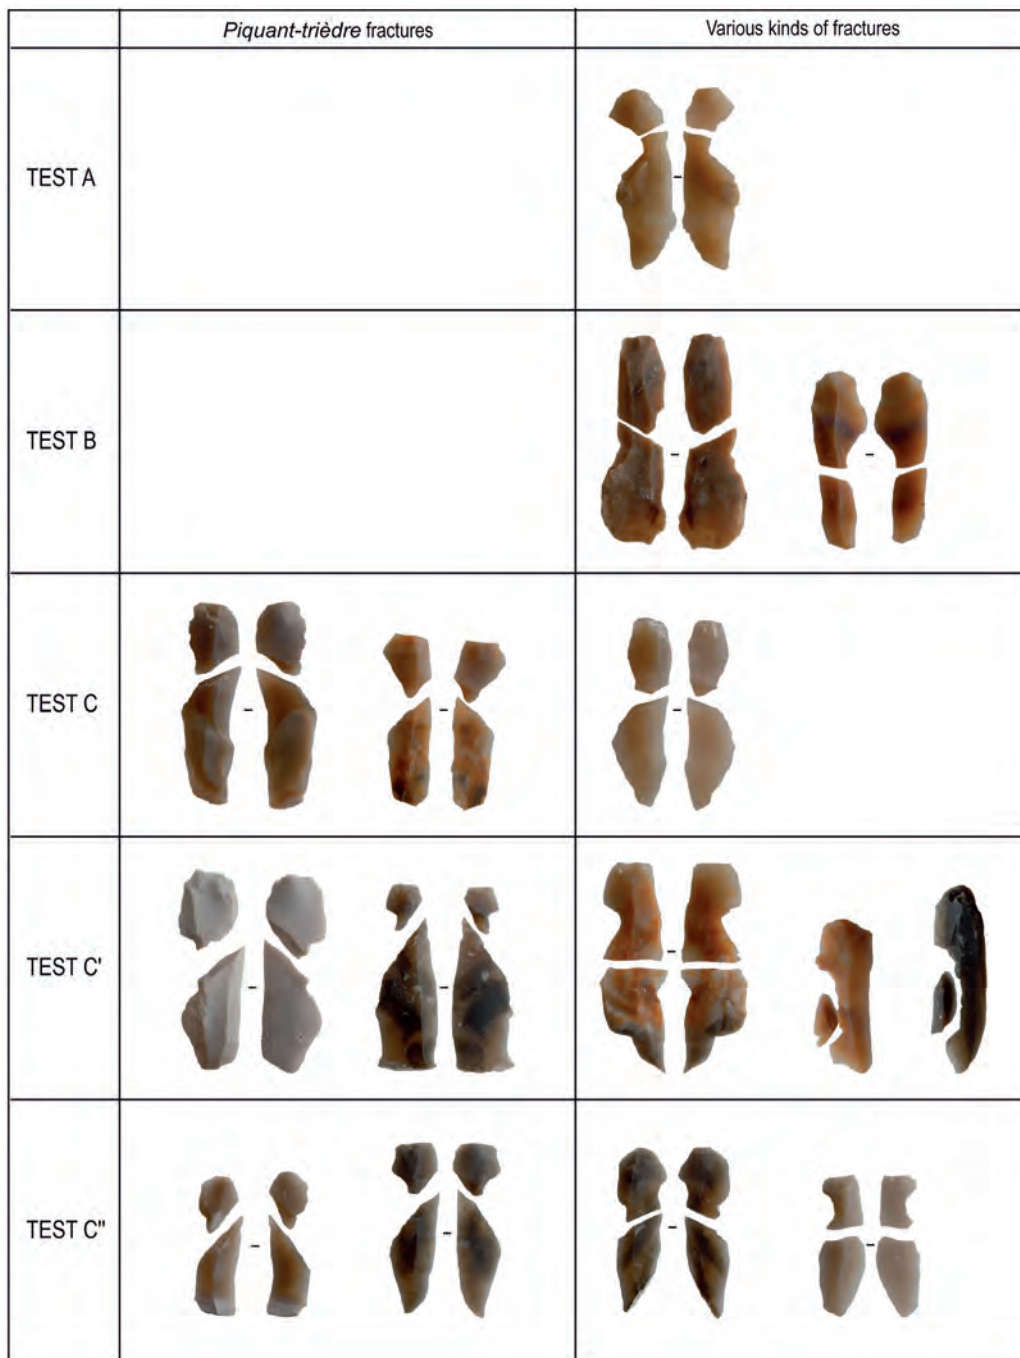 Piquant-trièdre fractures
Various kinds of fractures
TEST A
TEST B
TEST C
TEST C'
TEST C"